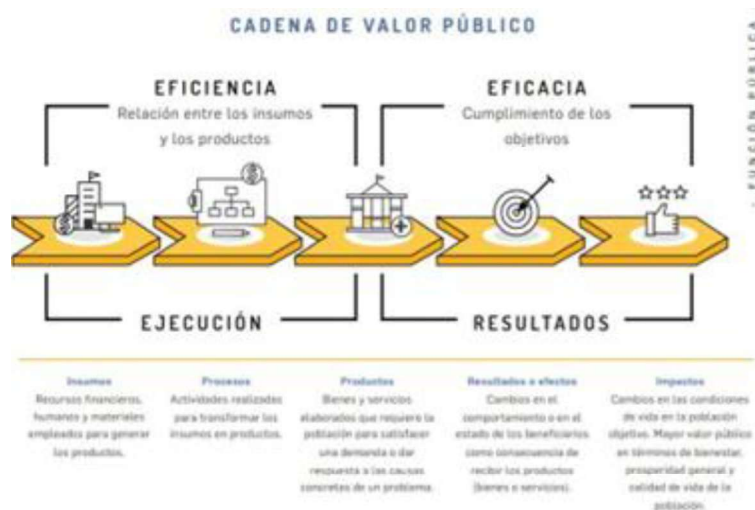 CADENA DE VALOR PÚBLICO
- FUNCIÓN PÚBLICA -
EFICIENCIA
Relación entre los insumos
y los productos
EFICACIA
Cumplimiento de los
objetivos
EJECUCIÓN
RESULTADOS
Insumos
Recursos financieros,
humanos y materiales
empleados para generar
los productos.
Procesos
Actividades realizadas
para transformar los
insumos en productos.
Productos
Bienes y servicios
elaborados que requiere la
población para satisfacer
una demanda o dar
respuesta a las causas
concretas de un problema.
Resultados o efectos
Cambios en el
comportamiento o en el
estado de los beneficiarios
como consecuencia de
recibir los productos
(bienes o servicios).
Impactos
Cambios en las condiciones
de vida en la población
objetivo. Mayor valor público
en términos de bienestar,
prosperidad general y
calidad de vida de la
población.